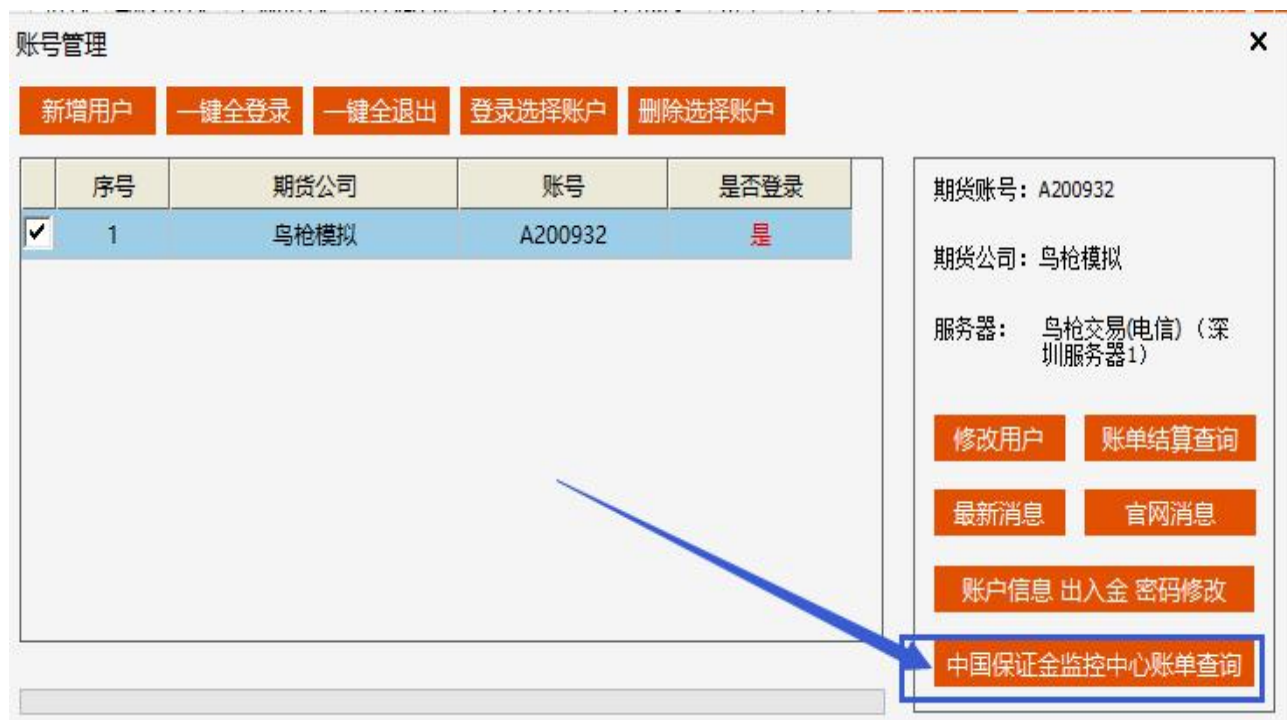 账号管理
新增用户 一键全登录 一键全退出 登录选择账户 删除选择账户
序号 期货公司 账号 是否登录
1 鸟枪模拟 A200932 是
期货账号: A200932
期货公司: 鸟枪模拟
服务器: 鸟枪交易(电信) (深
圳服务器1)
修改用户 账单结算查询
最新消息 官网消息
账户信息 出入金 密码修改
中国保证金监控中心账单查询